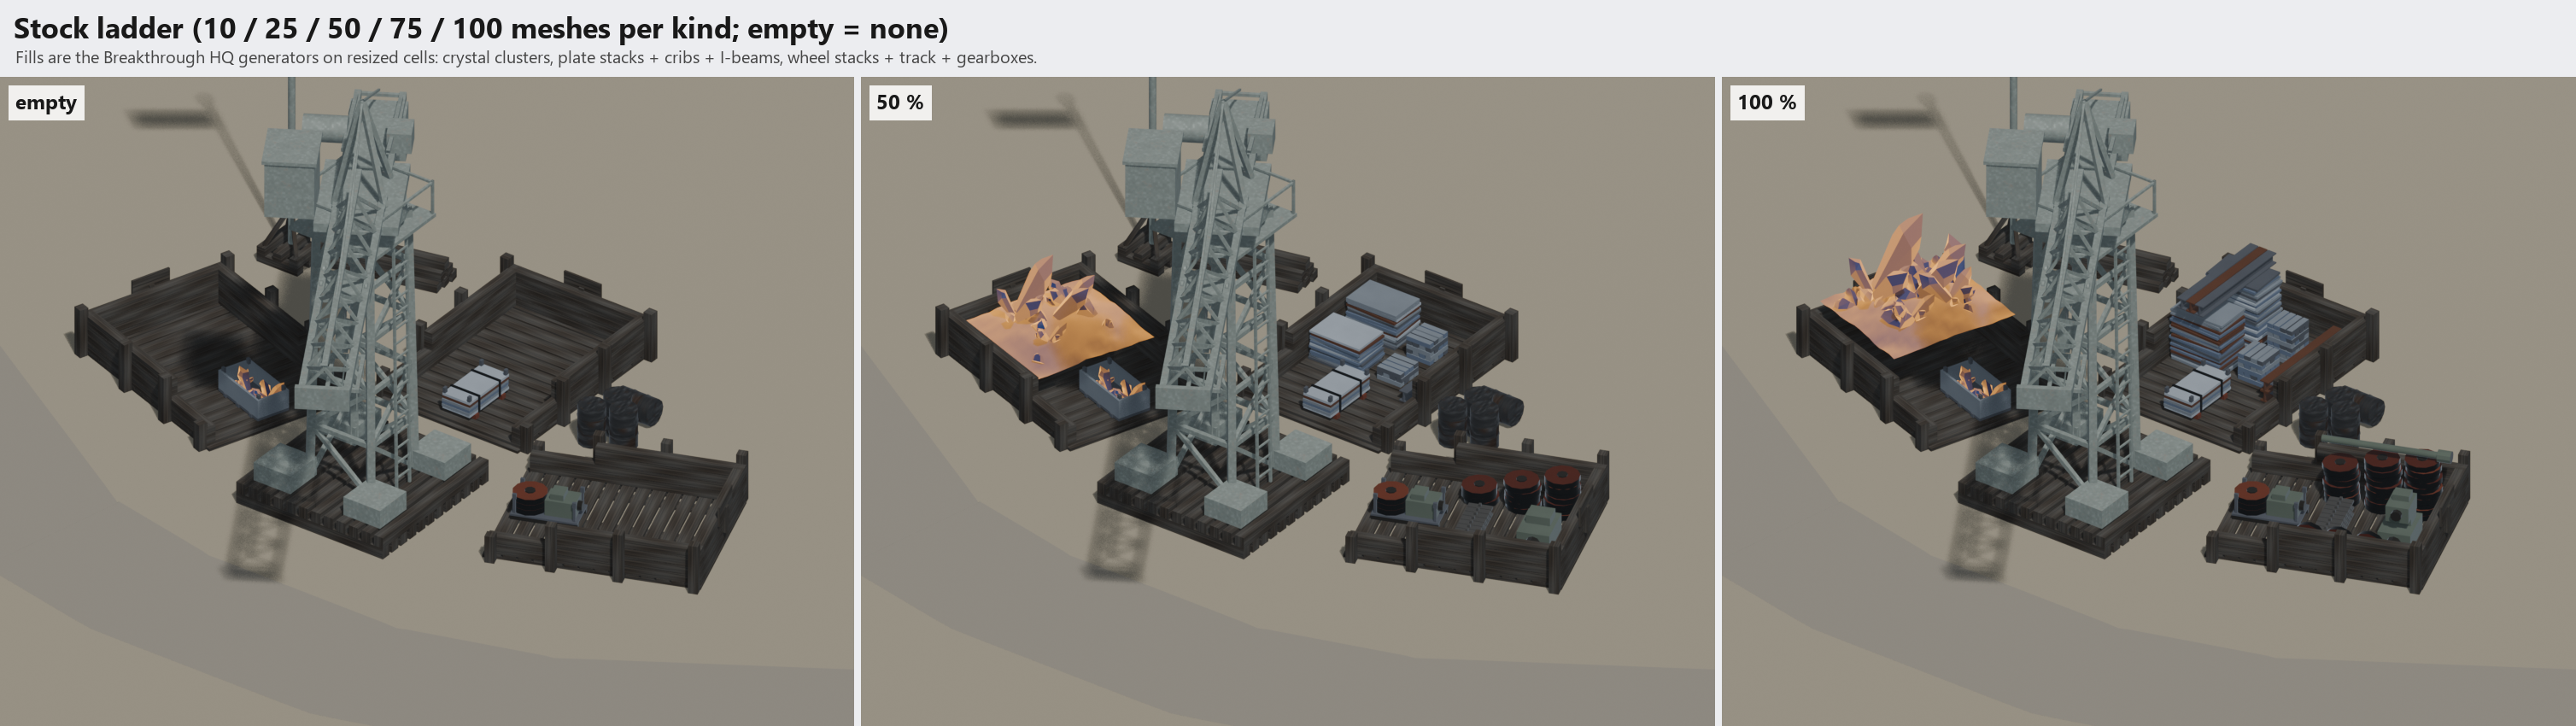 Stock ladder (10 / 25 / 50 / 75 / 100 meshes per kind; empty = none)
Fills are the Breakthrough HQ generators on resized cells: crystal clusters, plate stacks + cribs + I-beams, wheel stacks + track + gearboxes.
empty
50 %
100 %